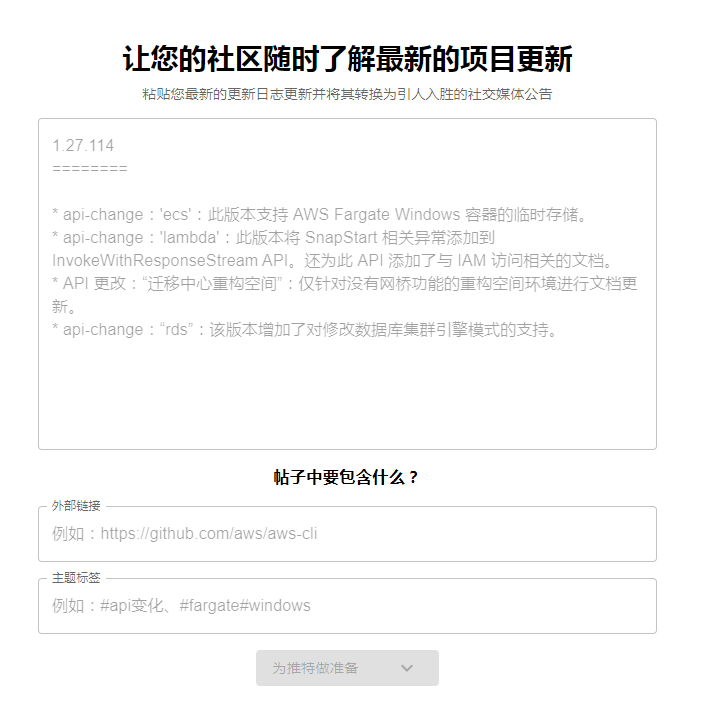 让您的社区随时了解最新的项目更新
粘贴您最新的更新日志更新并将其转换为引人入胜的社交媒体公告
1.27.114
========
* api-change：'ecs'：此版本支持 AWS Fargate Windows 容器的临时存储。
* api-change：'lambda'：此版本将 SnapStart 相关异常添加到
InvokeWithResponseStream API。还为此 API 添加了与 IAM 访问相关的文档。
* API 更改：“迁移中心重构空间”：仅针对没有网桥功能的重构空间环境进行文档更
新。
* api-change：“rds”：该版本增加了对修改数据库集群引擎模式的支持。
帖子中要包含什么？
外部链接
例如：https://github.com/aws/aws-cli
主题标签
例如：#api变化、#fargate#windows
为推特做准备